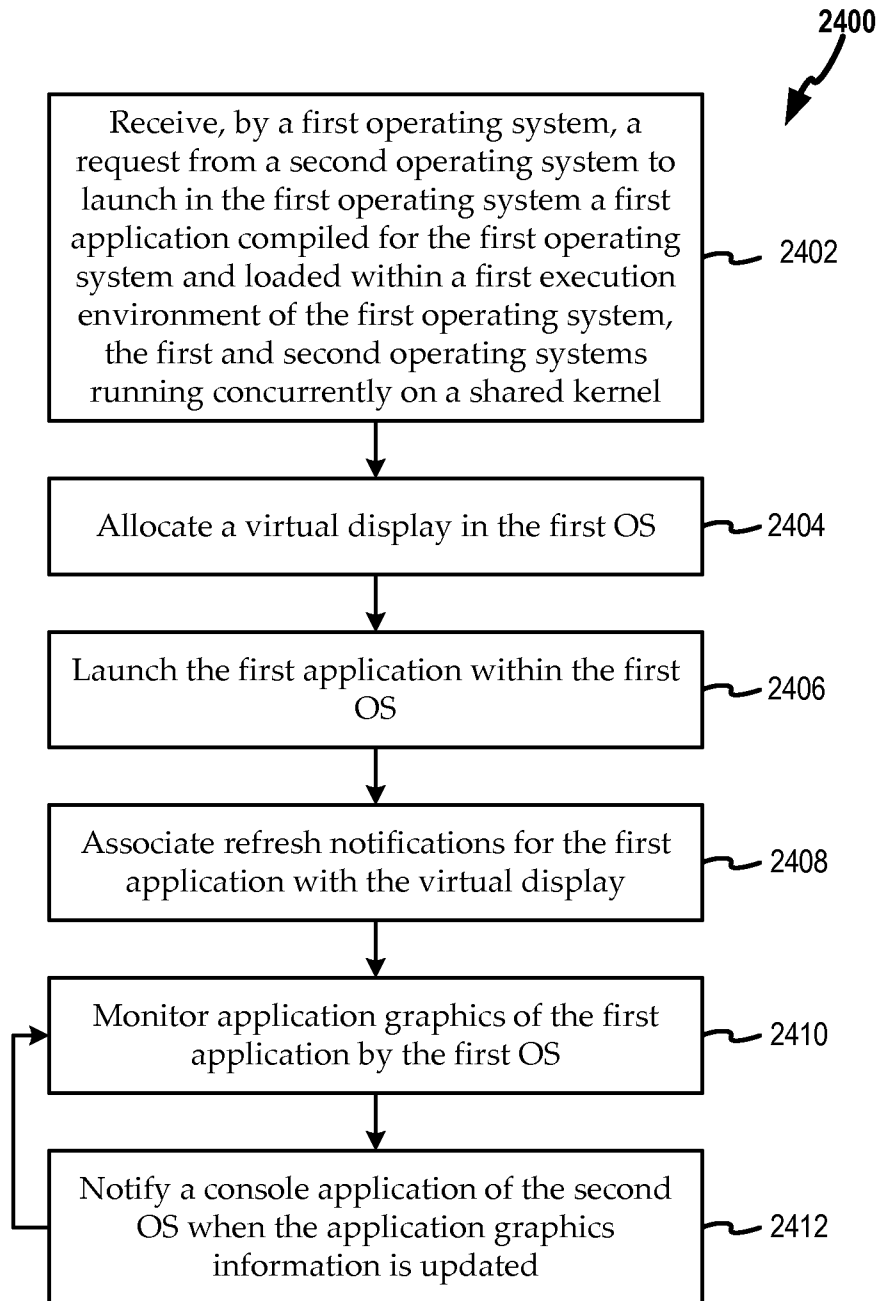 2400
Receive, by a first operating system, a
request from a second operating system to
launch in the first operating system a first
application compiled for the first operating
system and loaded within a first execution
environment of the first operating system,
the first and second operating systems
running concurrently on a shared kernel
2402
Allocate a virtual display in the first OS
2404
Launch the first application within the first
OS
2406
Associate refresh notifications for the first
application with the virtual display
2408
Monitor application graphics of the first
application by the first OS
2410
Notify a console application of the second
OS when the application graphics
information is updated
2412